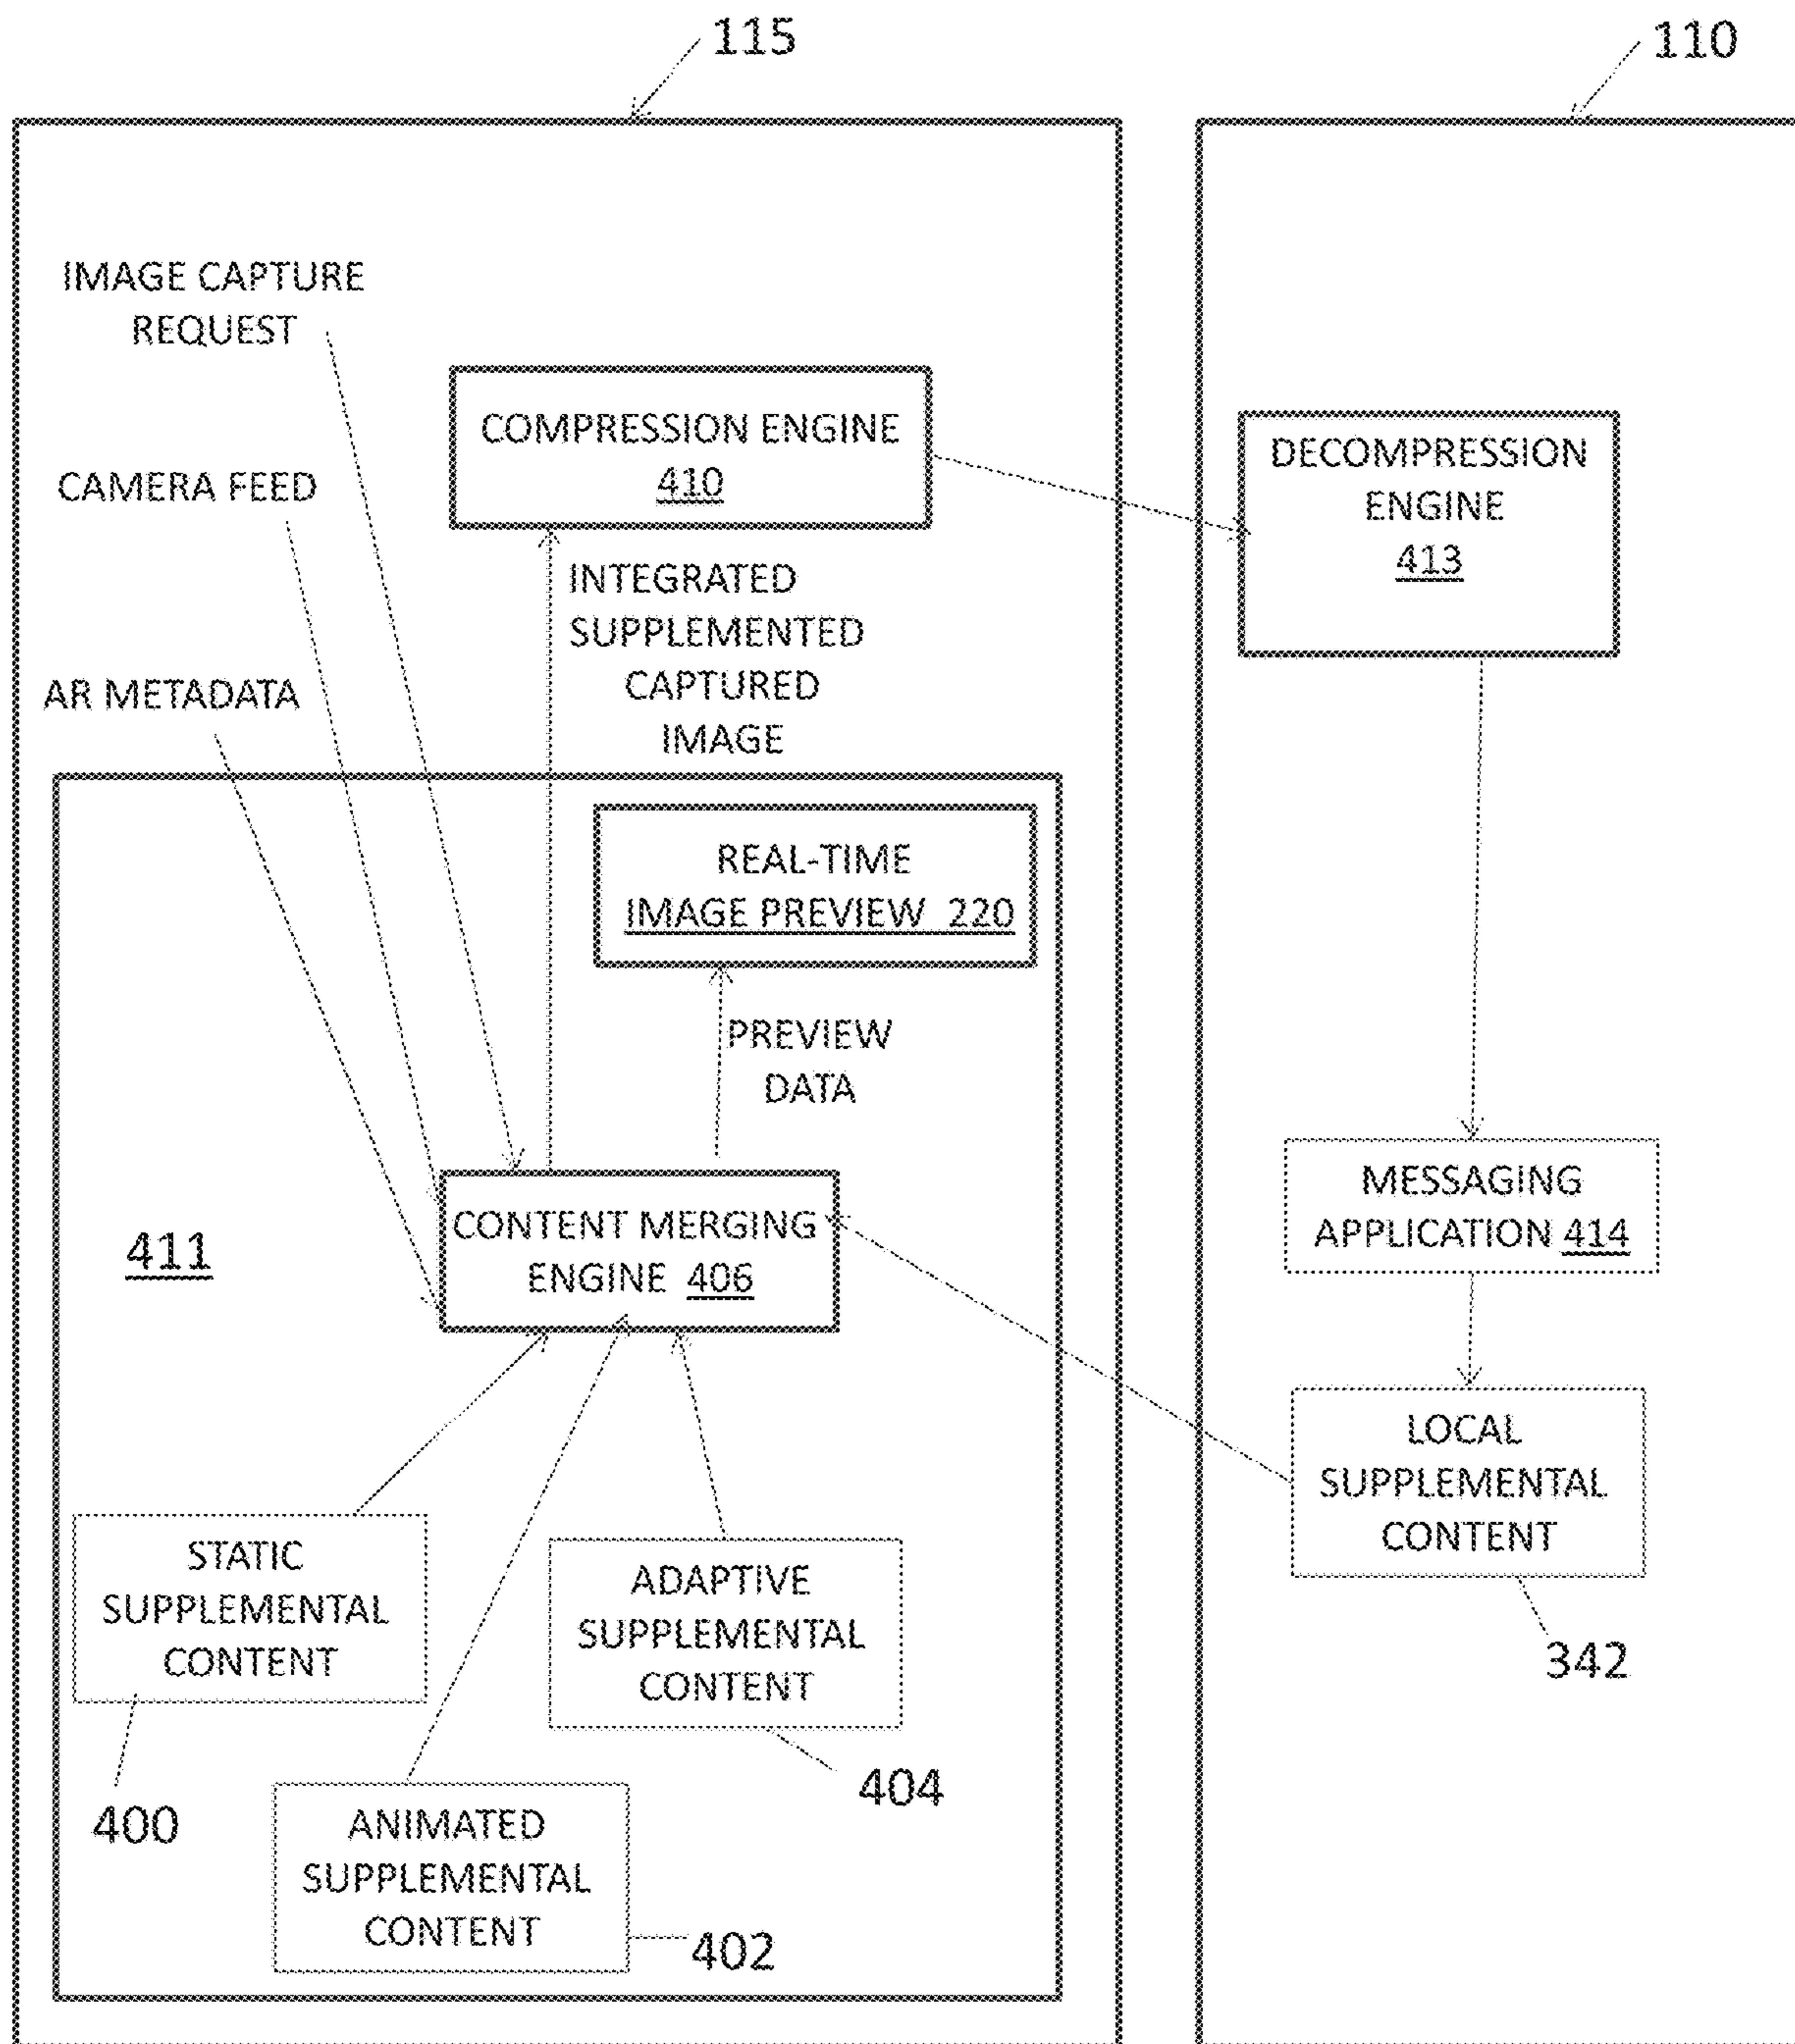 115
110
IMAGE CAPTURE
REQUEST
COMPRESSION ENGINE
410
DECOMPRESSION
ENGINE
413
CAMERA FEED
INTEGRATED
SUPPLEMENTED
CAPTURED
IMAGE
AR METADATA
REAL-TIME
IMAGE PREVIEW 220
PREVIEW
DATA
MESSAGING
APPLICATION 414
CONTENT MERGING
ENGINE 406
411
LOCAL
SUPPLEMENTAL
CONTENT
342
STATIC
SUPPLEMENTAL
CONTENT
400
ADAPTIVE
SUPPLEMENTAL
CONTENT
404
ANIMATED
SUPPLEMENTAL
CONTENT
402